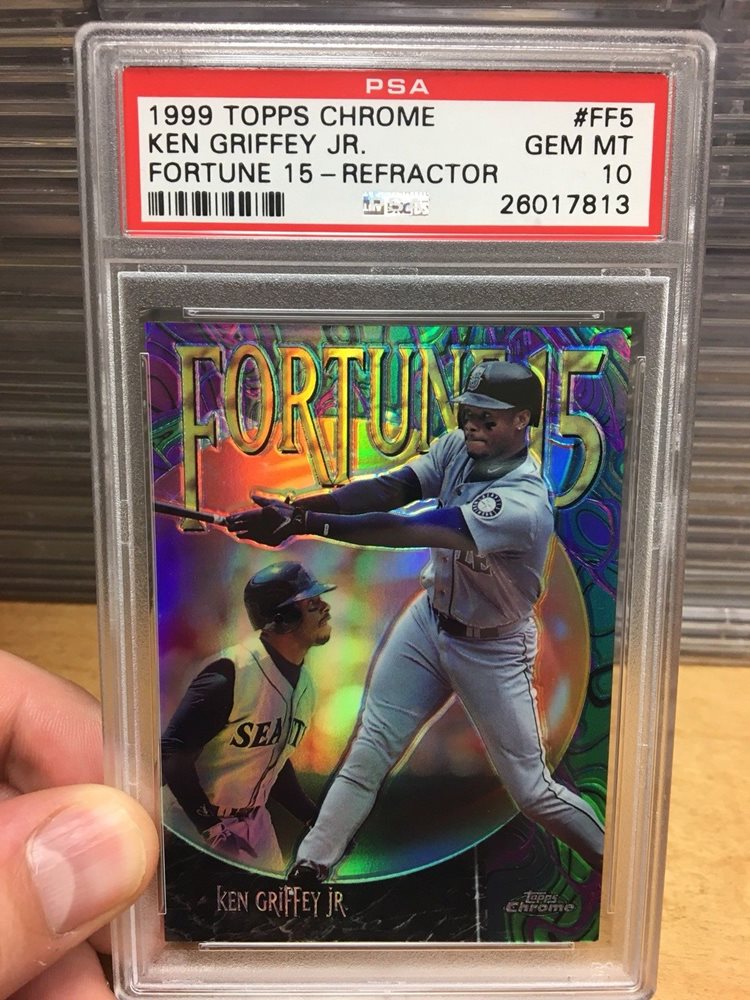 PSA
1999 TOPPS CHROME #FF5
KEN GRIFFEY JR. GEM MT
FORTUNE 15 – REFRACTOR 10
26017813
FORTUNE 15
SEATT
KEN GRIFFEY JR.
Topps
Chrome